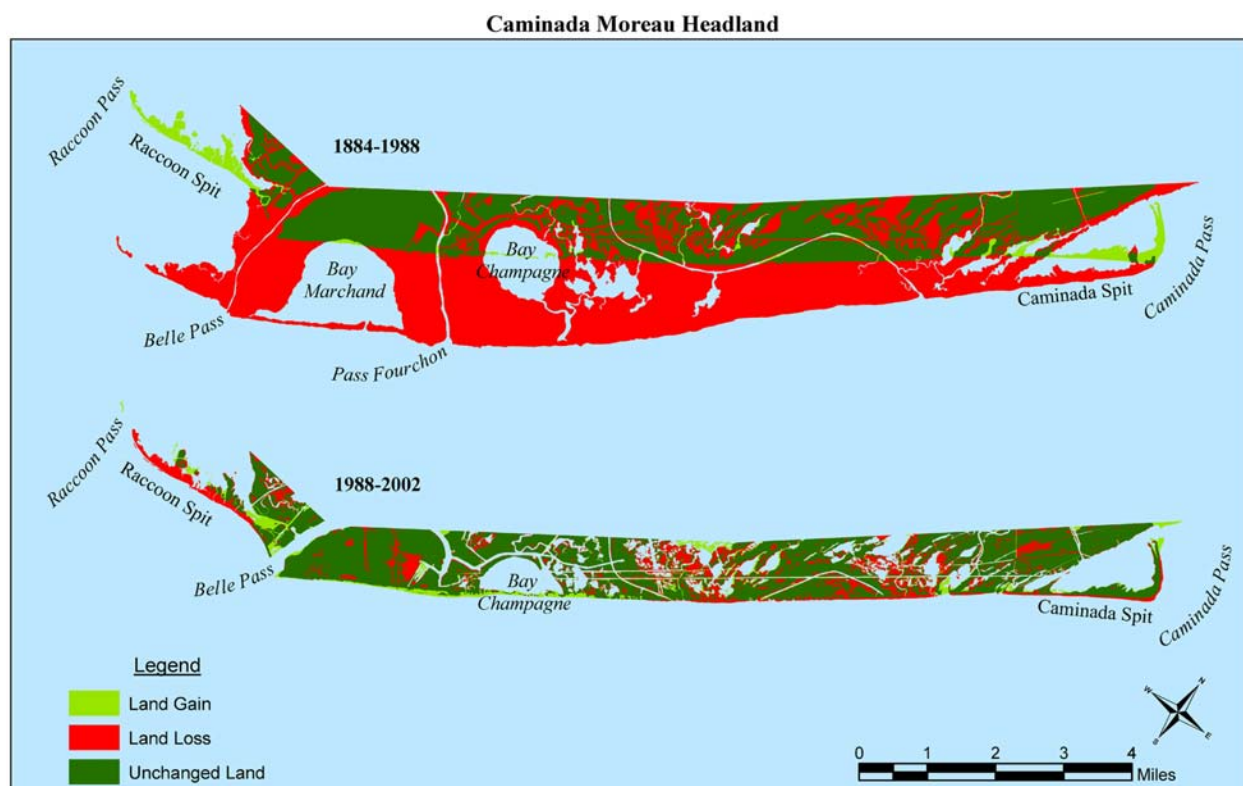 Caminada Moreau Headland
Raccoon Pass
Raccoon Spit
1884-1988
Bay
Marchand
Bay
Champagne
Belle Pass
Pass Fourchon
Caminada Spit
Caminada Pass
Raccoon Pass
Raccoon Spit
1988-2002
Belle Pass
Bay
Champagne
Caminada Spit
Caminada Pass
Legend
Land Gain
Land Loss
Unchanged Land
N
W
S
E
0 1 2 3 4
Miles